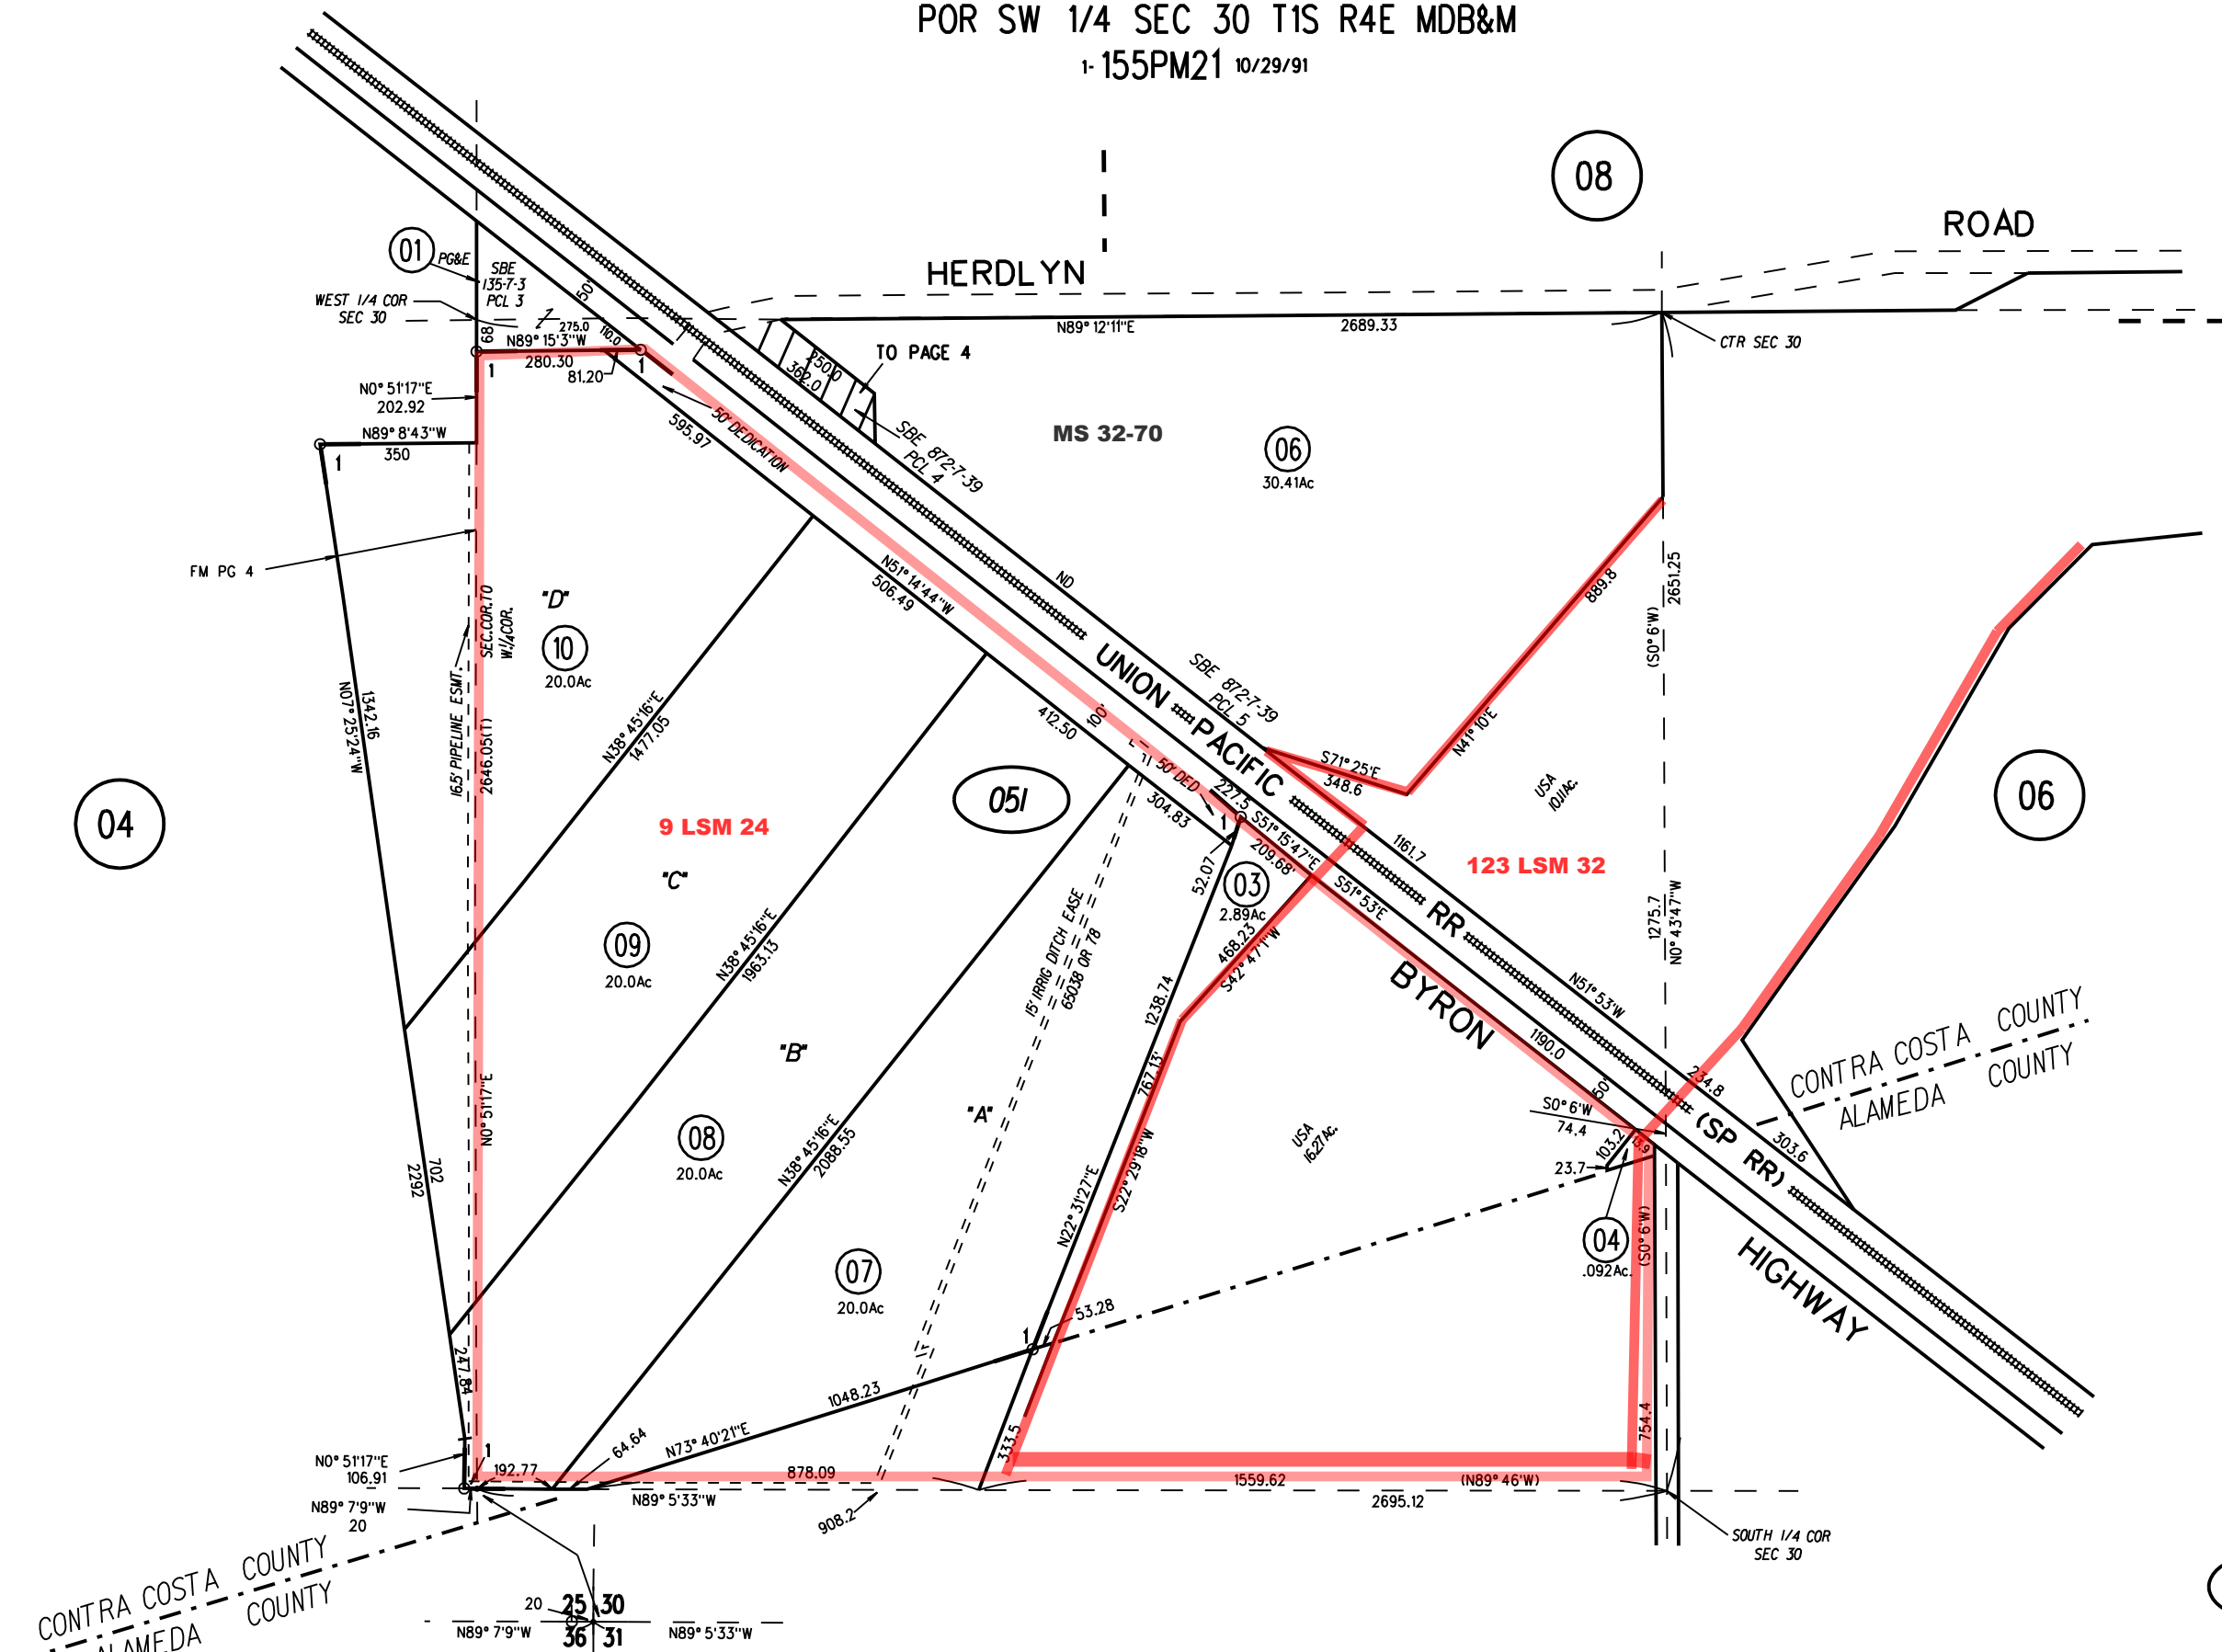 POR SW 1/4 SEC 30 T1S R4E MDB&M
1- 155PM21 10/29/91
08
ROAD
HERDLYN
01
PG&E
SBE
135-7-3
PCL 3
WEST 1/4 COR
SEC 30
50'
68
275.0
110.0
N89° 15'3"W
280.30
81.20
1
1
N89° 12'11"E
2689.33
CTR SEC 30
TO PAGE 4
250.0
362.0
N0° 51'17"E
202.92
N89° 8'43"W
350
1
50' DEDICATION
595.97
SBE 872-7-39
PCL 4
MS 32-70
06
30.41Ac
FM PG 4
"D"
10
20.0Ac
SEC.COR.TO
W.1/4COR.
N51° 14'44"W
506.49
ND
889.8
2651.25
(S0° 6'W)
165' PIPELINE ESMT.
2646.05(T)
N07° 25'24"W
1342.16
N38° 45'16"E
1477.05
412.50
100'
UNION PACIFIC RR (SP RR)
SBE 872-7-39
PCL 5
N41° 10'E
S71° 25'E
348.6
USA
10.11Ac.
04
06
051
50' DED
227.5
304.83
1
S51° 15'47"E
209.68'
9 LSM 24
123 LSM 32
1161.7
52.07
03
2.89Ac
S51° 53'E
"C"
09
20.0Ac
N38° 45'16"E
1963.13
15' IRRIG DITCH EASE
65038 OR 78
468.23
S42° 47'1"W
1275.7
N0° 43'47"W
N51° 53'W
BYRON
HIGHWAY
1238.74
767.13'
1190.0
50'
234.8
CONTRA COSTA COUNTY
ALAMEDA COUNTY
"B"
"A"
S0° 6'W
74.4
103.2
13.9
23.7
303.6
N0° 51'17"E
08
20.0Ac
N38° 45'16"E
2088.55
702
2292
N22° 31'27"E
S22° 29'18"W
USA
16.27Ac.
04
.092Ac.
(S0° 6'W)
07
20.0Ac
53.28
1
247.84
1048.23
N73° 40'21"E
64.64
333.5
754.4
N0° 51'17"E
106.91
1
192.77
878.09
1559.62
(N89° 46'W)
N89° 5'33"W
2695.12
N89° 7'9"W
20
908.2
SOUTH 1/4 COR
SEC 30
CONTRA COSTA COUNTY
ALAMEDA COUNTY
20
25 30
36 31
N89° 7'9"W
N89° 5'33"W